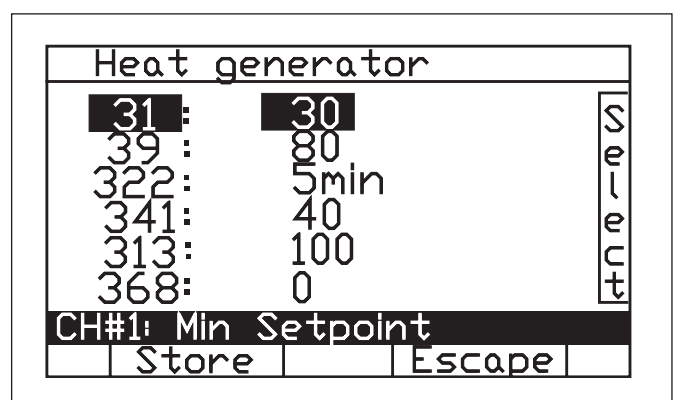 Heat generator
31: 30
39: 80
322: 5min
341: 40
313: 100
368: 0
Select
CH#1: Min Setpoint
Store Escape